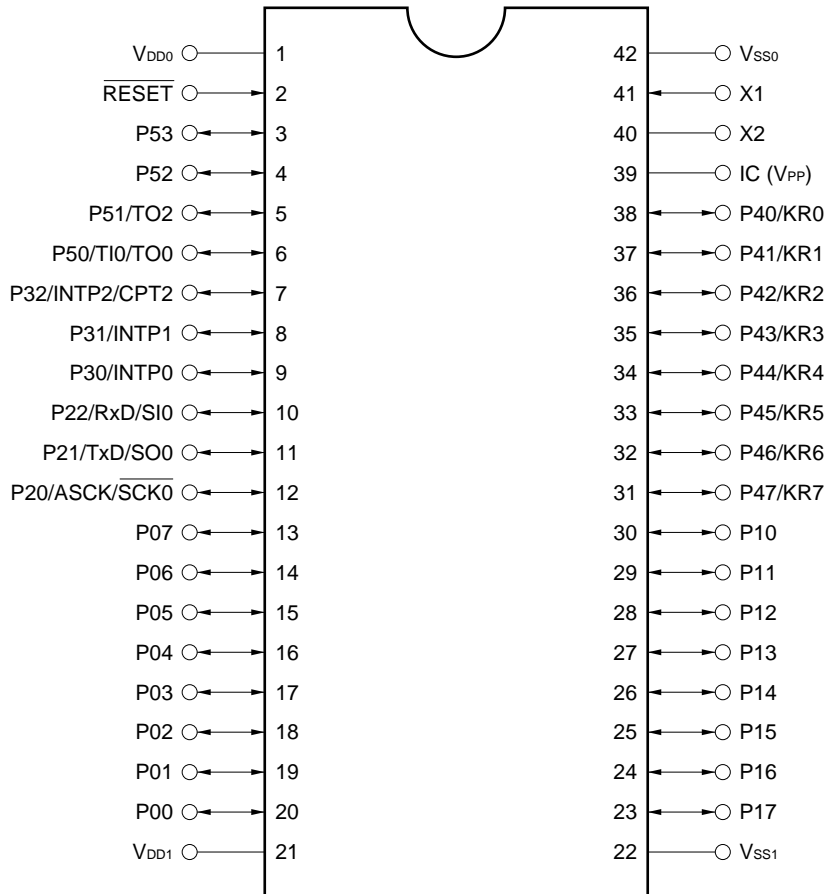 VDD0 1 42 VSS0
RESET 2 41 X1
P53 3 40 X2
P52 4 39 IC (VPP)
P51/TO2 5 38 P40/KR0
P50/TI0/TO0 6 37 P41/KR1
P32/INTP2/CPT2 7 36 P42/KR2
P31/INTP1 8 35 P43/KR3
P30/INTP0 9 34 P44/KR4
P22/RxD/SI0 10 33 P45/KR5
P21/TxD/SO0 11 32 P46/KR6
P20/ASCK/SCK0 12 31 P47/KR7
P07 13 30 P10
P06 14 29 P11
P05 15 28 P12
P04 16 27 P13
P03 17 26 P14
P02 18 25 P15
P01 19 24 P16
P00 20 23 P17
VDD1 21 22 VSS1